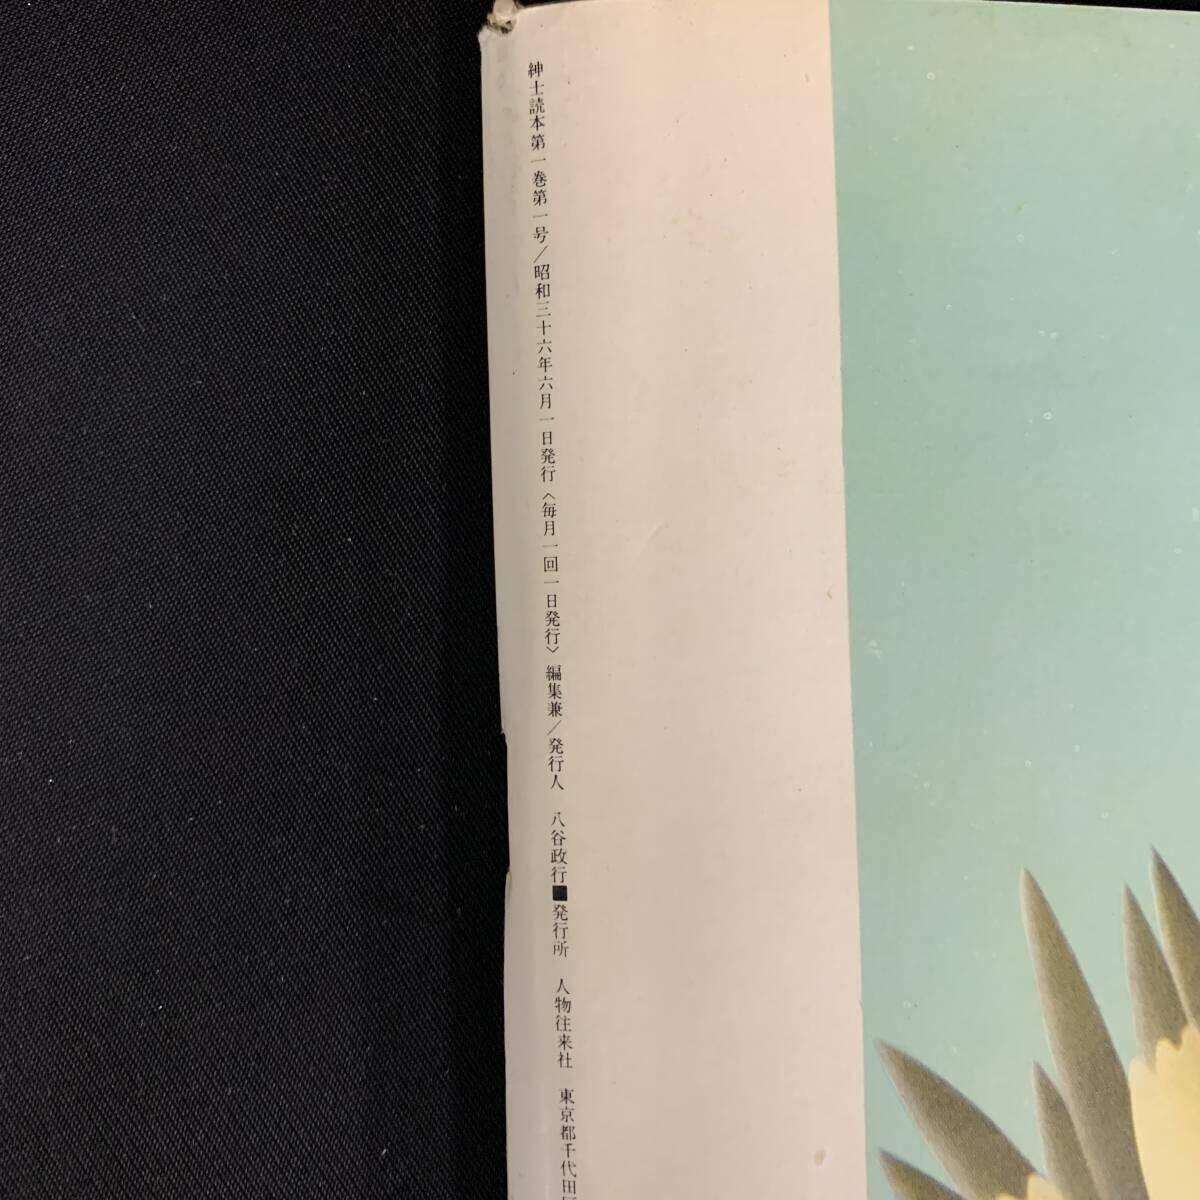 紳士読本第一巻第一号／昭和三十六年六月一日発行〈毎月一回一日発行〉編集兼／発行人　八谷政行■発行所　人物往来社　東京都千代田区